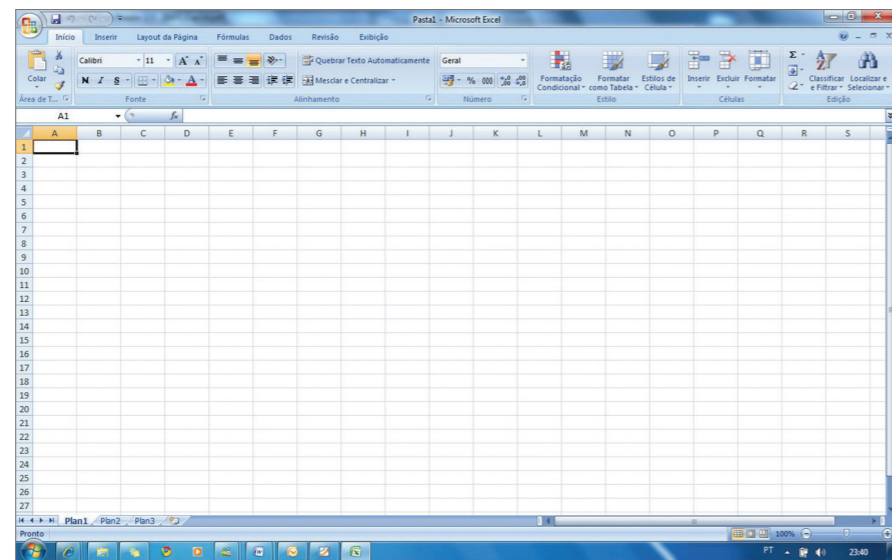 Pasta1 - Microsoft Excel
Início Inserir Layout da Página Fórmulas Dados Revisão Exibição
Calibri 11 A A Quebrar Texto Automaticamente Geral Σ
Colar N I S A Mesclar e Centralizar % 000 ,0 ,00 ,00 ,0 Formatação Condicional Formatar como Tabela Estilos de Célula Inserir Excluir Formatar Classificar e Filtrar Localizar e Selecionar
Área de T... Fonte Alinhamento Número Estilo Células Edição
A1 fx
A B C D E F G H I J K L M N O P Q R S
1
2
3
4
5
6
7
8
9
10
11
12
13
14
15
16
17
18
19
20
21
22
23
24
25
26
27
Plan1 Plan2 Plan3
Pronto 100%
PT 23:40